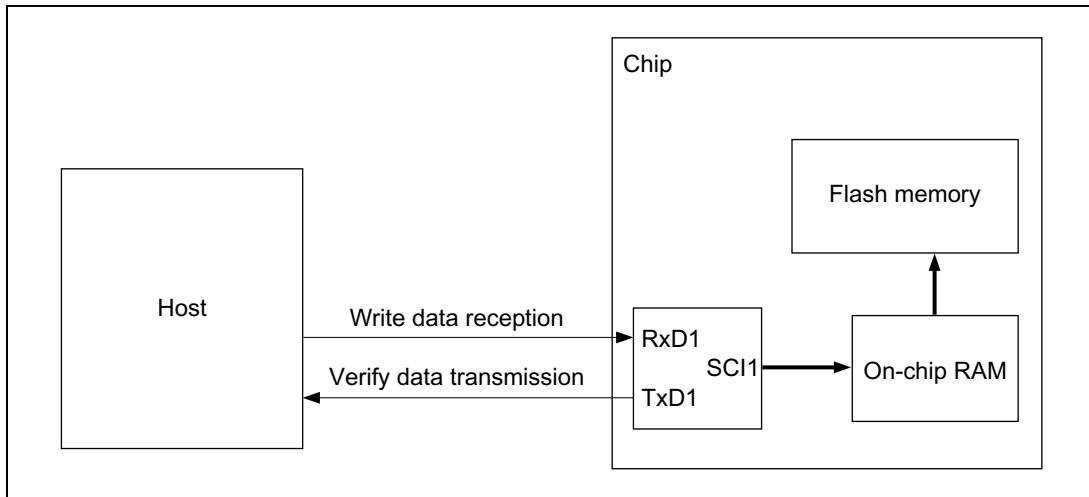 Chip
Flash memory
Host
Write data reception
RxD1
SCI1
On-chip RAM
Verify data transmission
TxD1